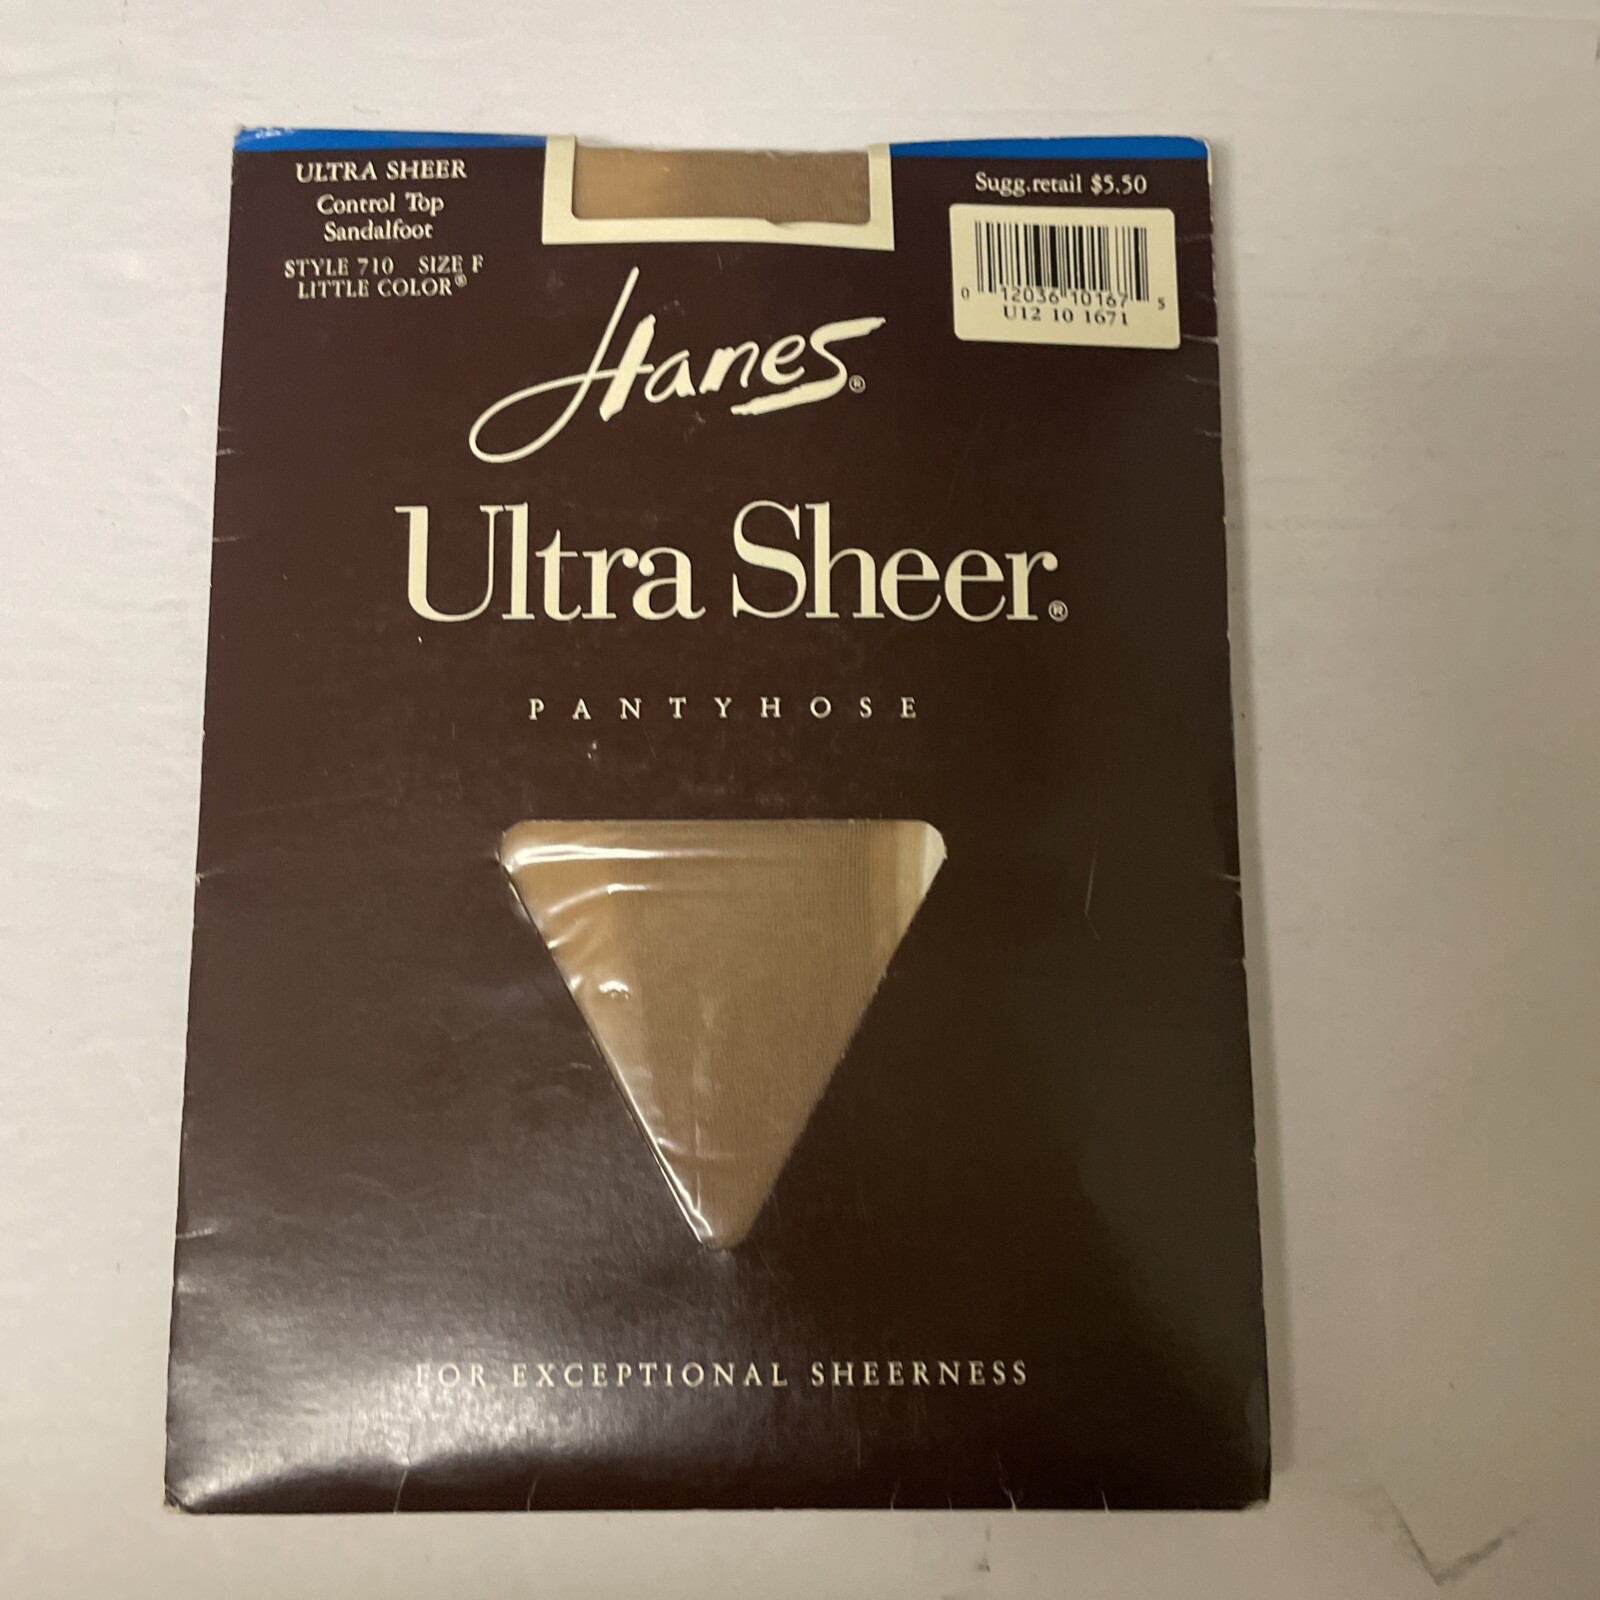 ULTRA SHEER
Control Top
Sandalfoot
STYLE 710 SIZE F
LITTLE COLOR®
Sugg.retail $5.50
0 12036 10167 5
U12 10 1671
Hanes®
Ultra Sheer®
PANTYHOSE
FOR EXCEPTIONAL SHEERNESS